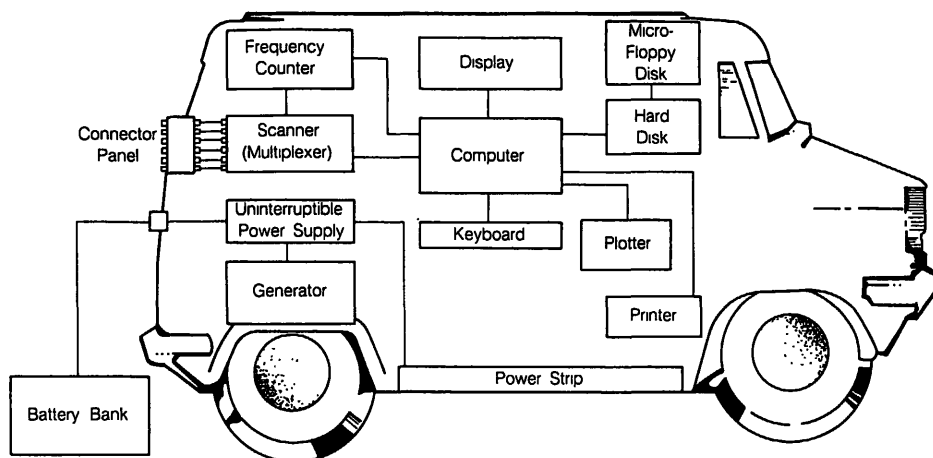 Frequency
Counter
Display
Micro-
Floppy
Disk
Connector
Panel
Scanner
(Multiplexer)
Computer
Hard
Disk
Uninterruptible
Power Supply
Keyboard
Plotter
Generator
Printer
Power Strip
Battery Bank